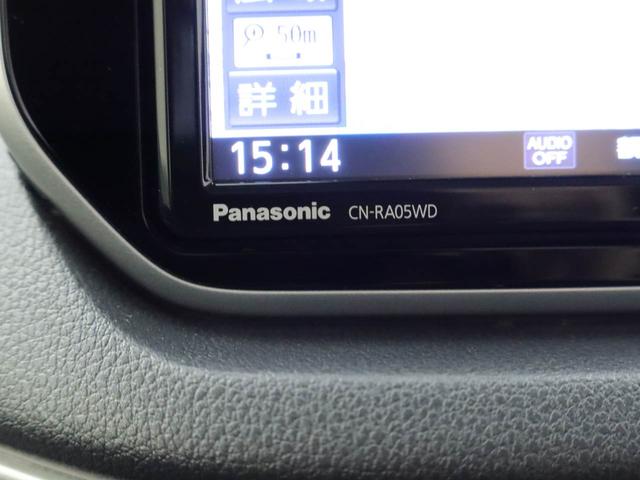 50m
詳細
15:14
AUDIO
OFF
Panasonic CN-RA05WD